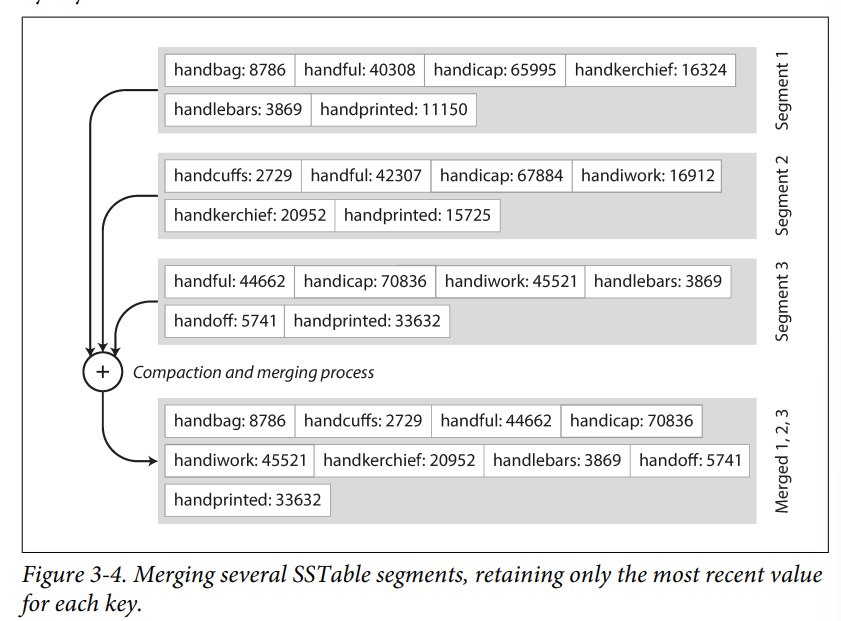 handbag: 8786 handful: 40308 handicap: 65995 handkerchief: 16324
handlebars: 3869 handprinted: 11150
Segment 1
handcuffs: 2729 handful: 42307 handicap: 67884 handiwork: 16912
handkerchief: 20952 handprinted: 15725
Segment 2
handful: 44662 handicap: 70836 handiwork: 45521 handlebars: 3869
handoff: 5741 handprinted: 33632
Segment 3
+ Compaction and merging process
handbag: 8786 handcuffs: 2729 handful: 44662 handicap: 70836
handiwork: 45521 handkerchief: 20952 handlebars: 3869 handoff: 5741
handprinted: 33632
Merged 1, 2, 3
Figure 3-4. Merging several SSTable segments, retaining only the most recent value
for each key.